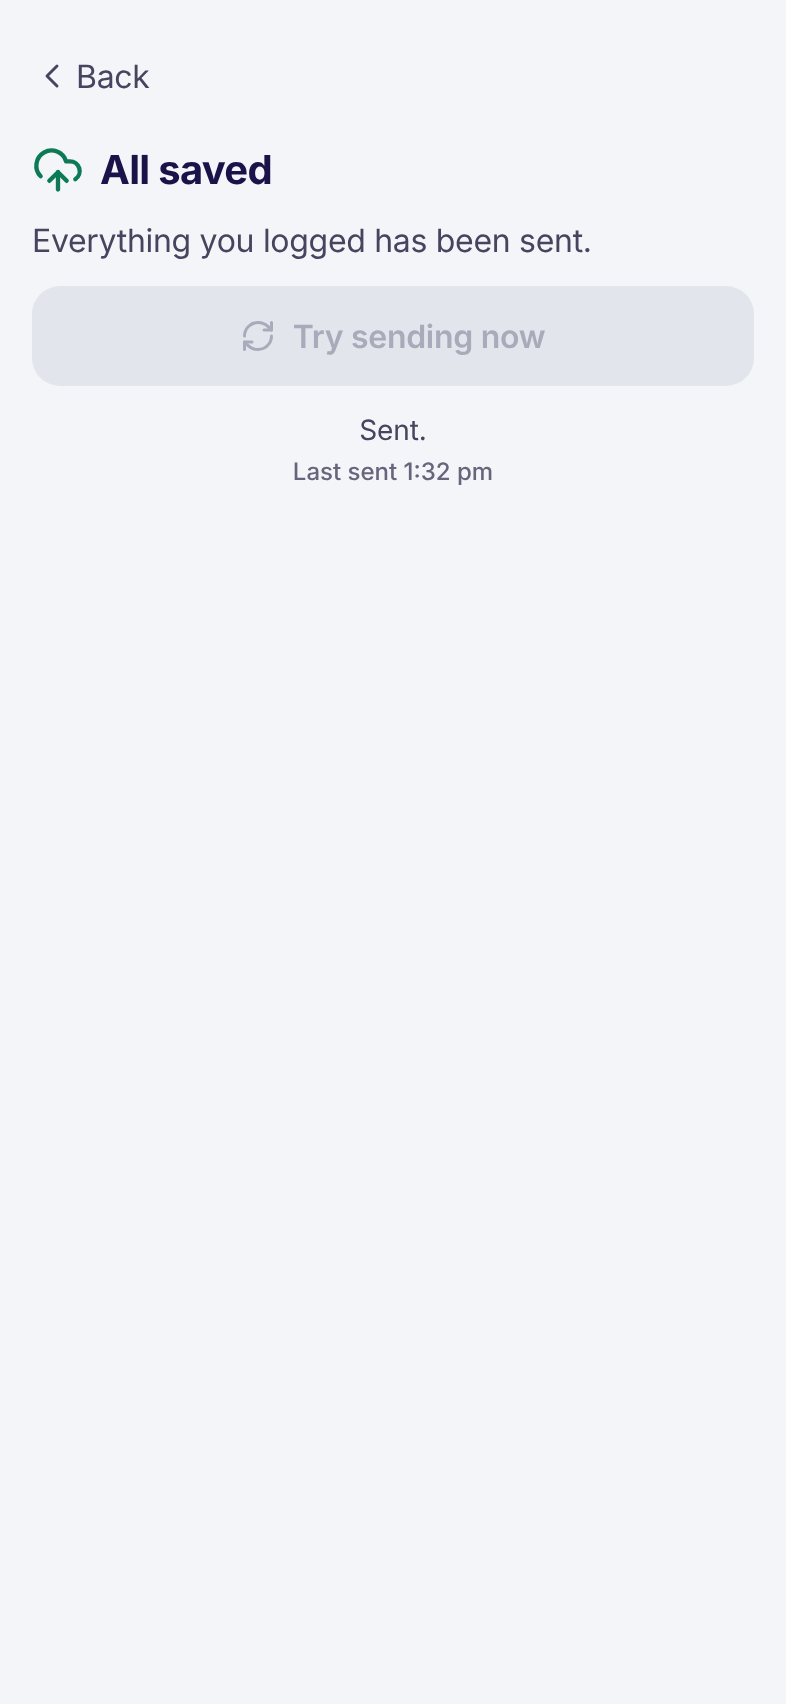 Back
All saved
Everything you logged has been sent.
Try sending now
Sent.
Last sent 1:32 pm